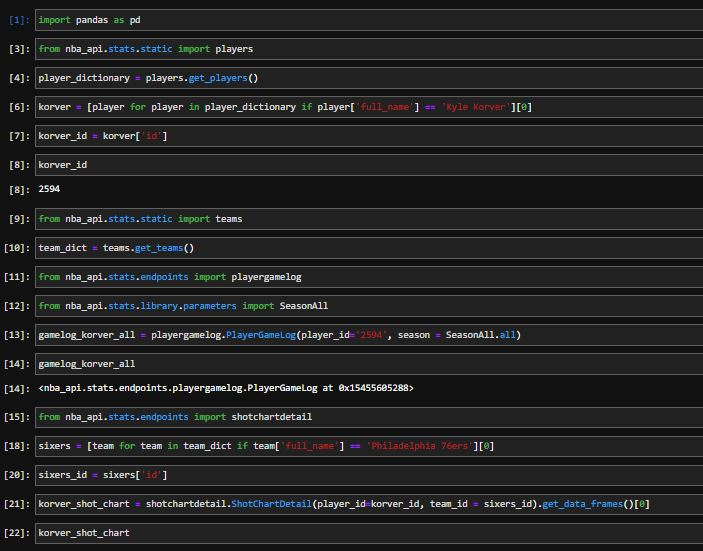 [1]: import pandas as pd
[3]: from nba_api.stats.static import players
[4]: player_dictionary = players.get_players()
[6]: korver = [player for player in player_dictionary if player['full_name'] == 'Kyle Korver'][0]
[7]: korver_id = korver['id']
[8]: korver_id
[8]: 2594
[9]: from nba_api.stats.static import teams
[10]: team_dict = teams.get_teams()
[11]: from nba_api.stats.endpoints import playergamelog
[12]: from nba_api.stats.library.parameters import SeasonAll
[13]: gamelog_korver_all = playergamelog.PlayerGameLog(player_id='2594', season = SeasonAll.all)
[14]: gamelog_korver_all
[14]: <nba_api.stats.endpoints.playergamelog.PlayerGameLog at 0x15455605288>
[15]: from nba_api.stats.endpoints import shotchartdetail
[18]: sixers = [team for team in team_dict if team['full_name'] == 'Philadelphia 76ers'][0]
[20]: sixers_id = sixers['id']
[21]: korver_shot_chart = shotchartdetail.ShotChartDetail(player_id=korver_id, team_id = sixers_id).get_data_frames()[0]
[22]: korver_shot_chart